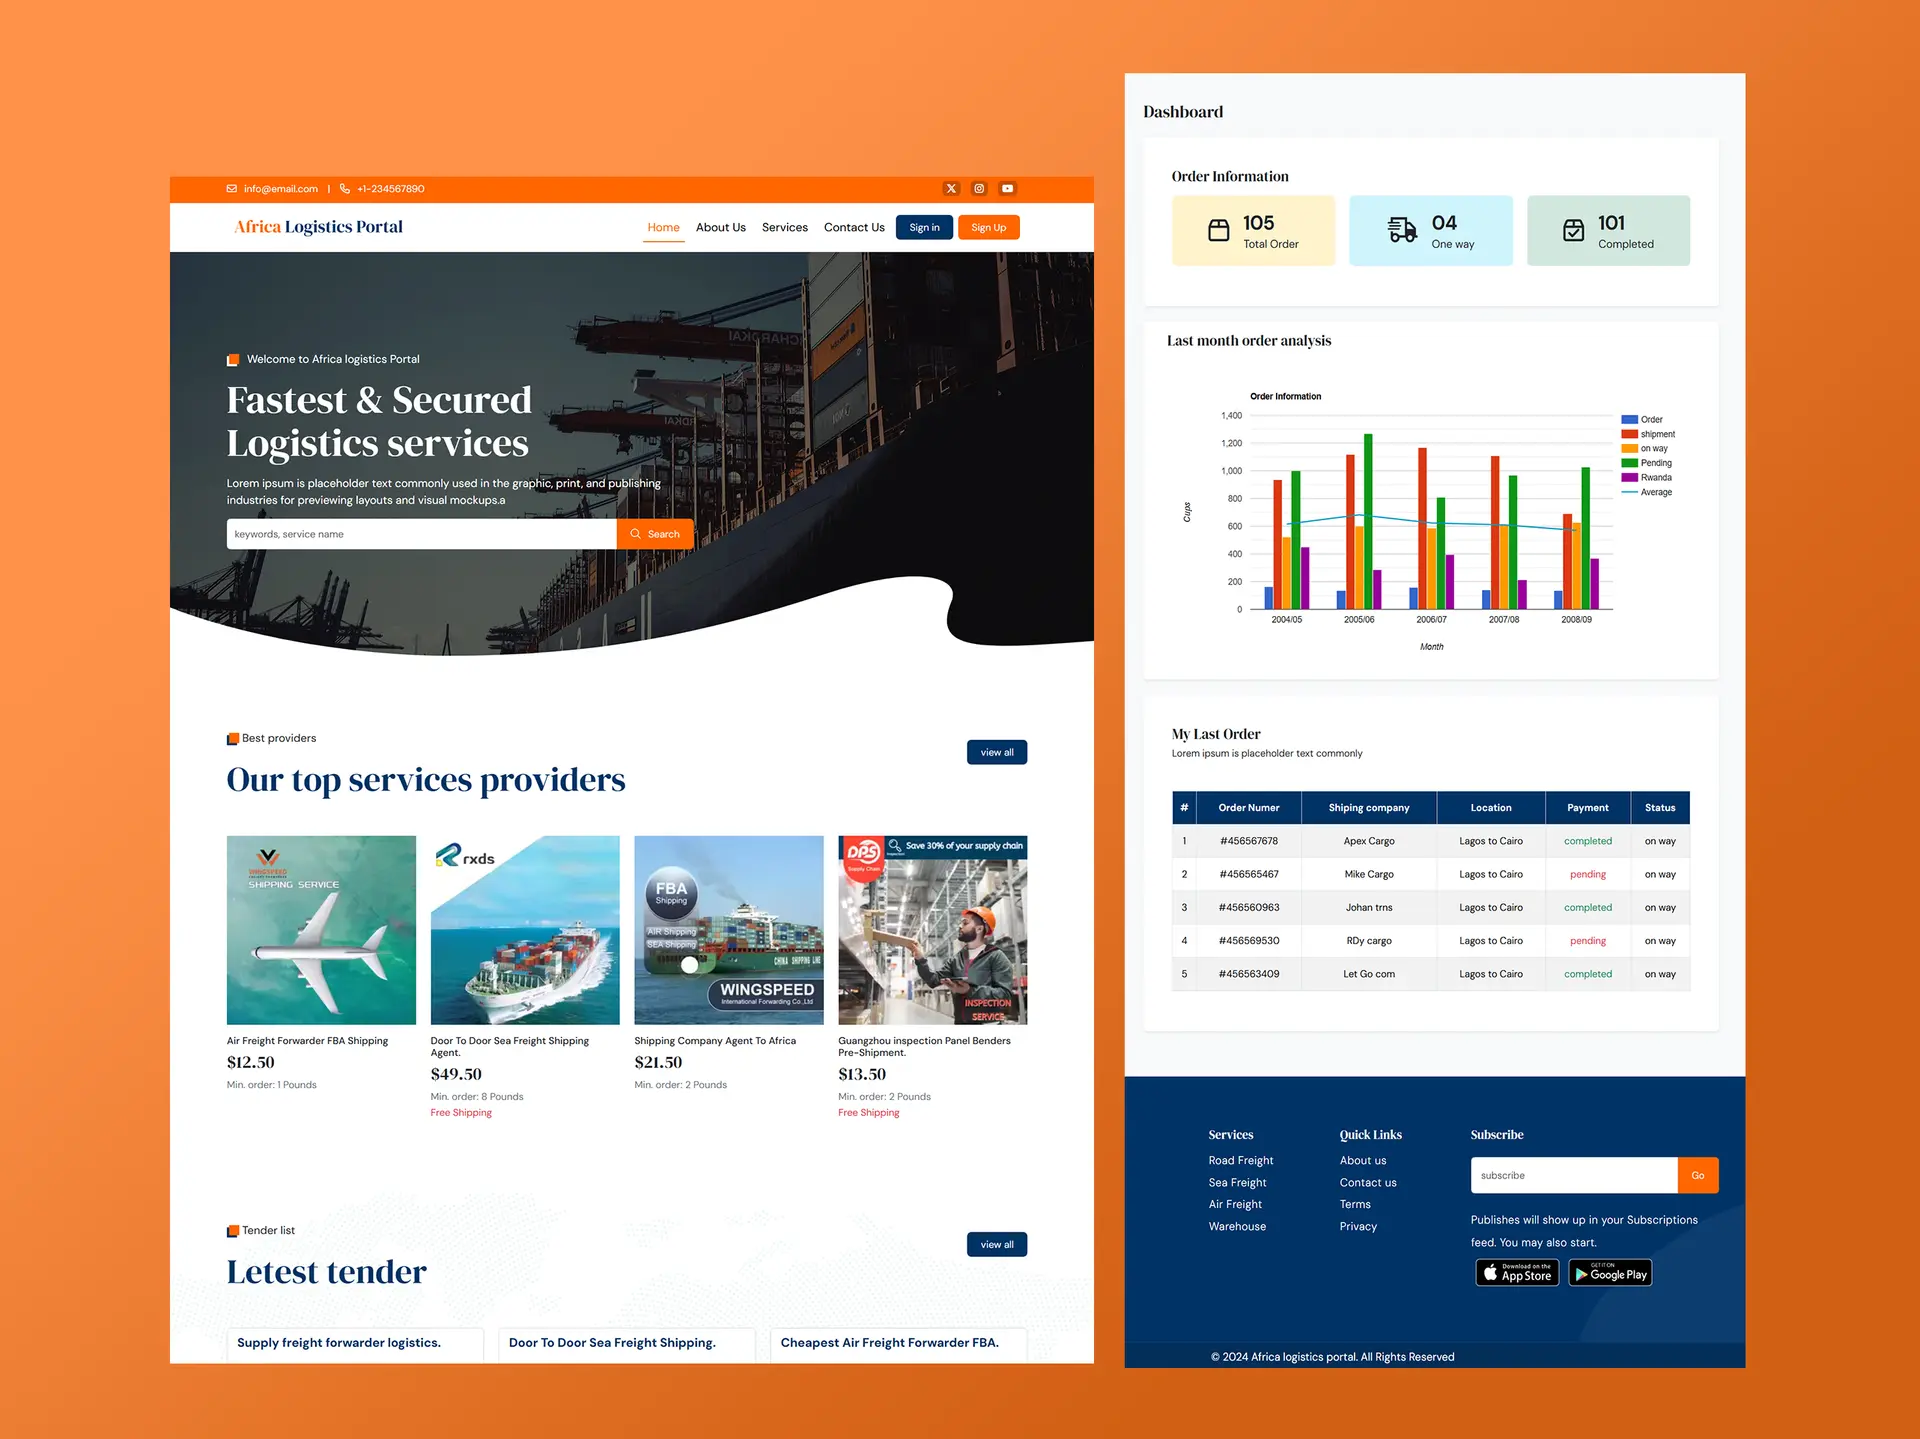 info@email.com | +1-234567890
Africa Logistics Portal
Home About Us Services Contact Us Sign in Sign Up
Welcome to Africa logistics Portal
Fastest & Secured
Logistics services
Lorem ipsum is placeholder text commonly used in the graphic, print, and publishing
industries for previewing layouts and visual mockups.a
keywords, service name Search
Best providers
view all
Our top services providers
WINGSPEED
SHIPPING SERVICE
rxds
FBA
Shipping
AIR Shipping
SEA Shipping
CHINA SHIPPING LINE
WINGSPEED
International Forwarding Co.,Ltd
DPS
Supply Chain
Save 30% of your supply chain
INSPECTION
SERVICE
Air Freight Forwarder FBA Shipping
$12.50
Min. order: 1 Pounds
Door To Door Sea Freight Shipping
Agent.
$49.50
Min. order: 8 Pounds
Free Shipping
Shipping Company Agent To Africa
$21.50
Min. order: 2 Pounds
Guangzhou inspection Panel Benders
Pre-Shipment.
$13.50
Min. order: 2 Pounds
Free Shipping
Tender list
view all
Letest tender
Supply freight forwarder logistics.
Door To Door Sea Freight Shipping.
Cheapest Air Freight Forwarder FBA.
Dashboard
Order Information
105
Total Order
04
One way
101
Completed
Last month order analysis
Order Information
1,400
1,200
1,000
800
600
400
200
0
Cups
2004/05 2005/06 2006/07 2007/08 2008/09
Month
Order
shipment
on way
Pending
Rwanda
Average
My Last Order
Lorem ipsum is placeholder text commonly
# Order Numer Shiping company Location Payment Status
1 #456567678 Apex Cargo Lagos to Cairo completed on way
2 #456565467 Mike Cargo Lagos to Cairo pending on way
3 #456560963 Johan trns Lagos to Cairo completed on way
4 #456569530 RDy cargo Lagos to Cairo pending on way
5 #456563409 Let Go com Lagos to Cairo completed on way
Services
Road Freight
Sea Freight
Air Freight
Warehouse
Quick Links
About us
Contact us
Terms
Privacy
Subscribe
subscribe Go
Publishes will show up in your Subscriptions
feed. You may also start.
Download on the
App Store
GET IT ON
Google Play
© 2024 Africa logistics portal. All Rights Reserved